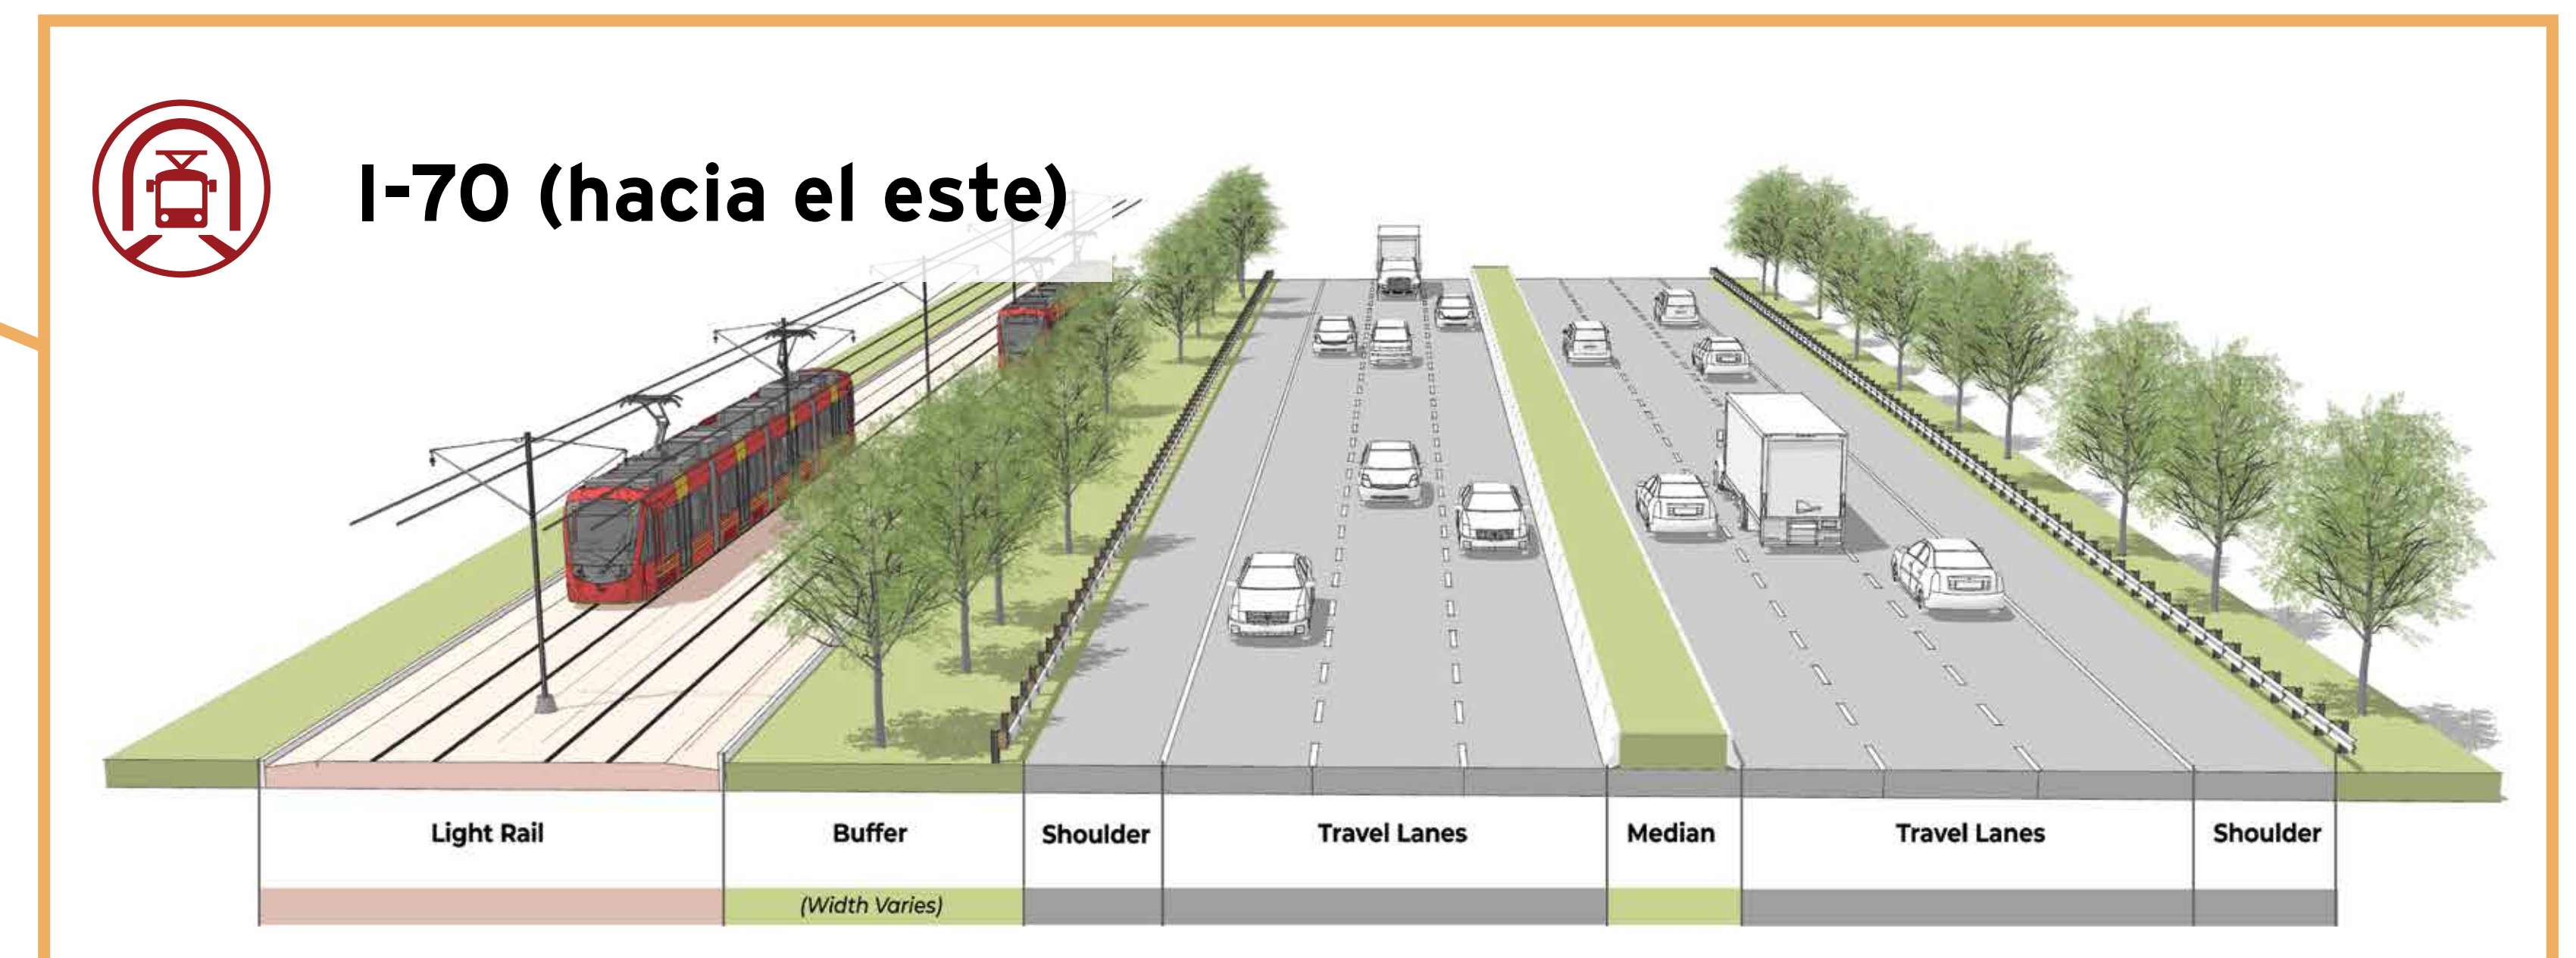 I-70 (hacia el este)
Light Rail
Buffer
Shoulder
Travel Lanes
Median
Travel Lanes
Shoulder
(Width Varies)